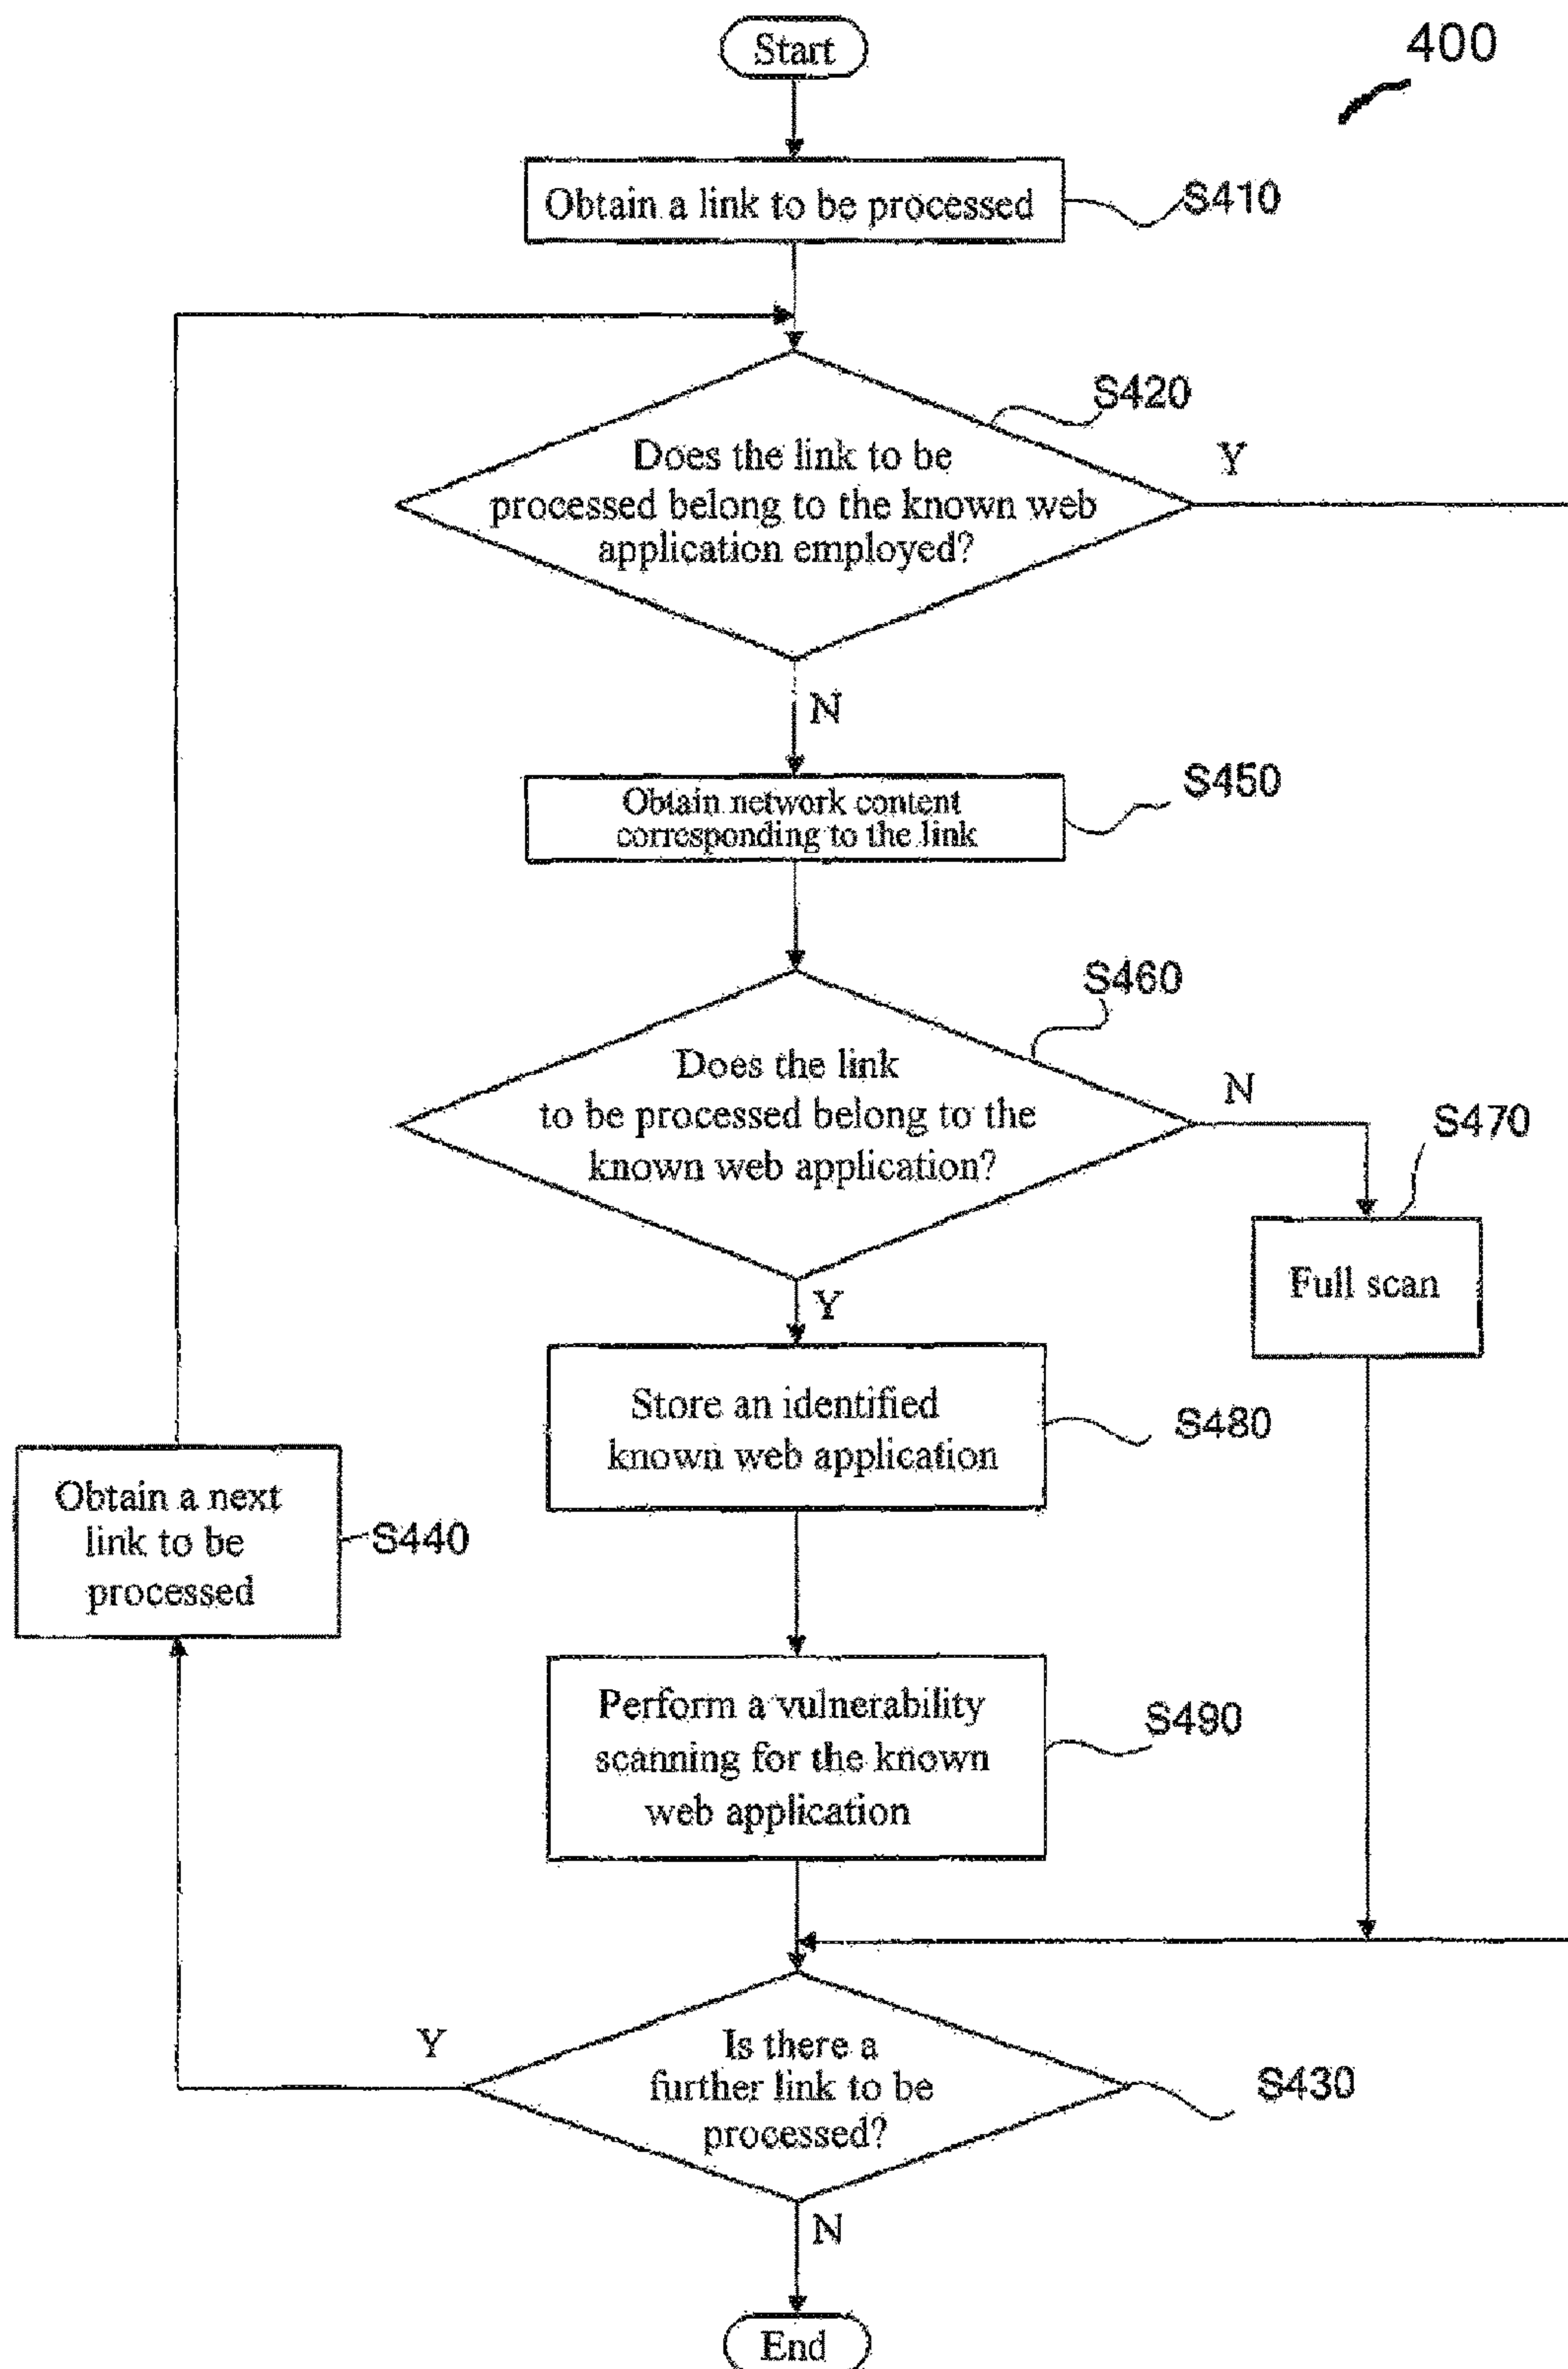 Start
400
Obtain a link to be processed
S410
S420
Does the link to be
processed belong to the known web
application employed?
Y
N
Obtain network content
corresponding to the link
S450
S460
Does the link
to be processed belong to the
known web application?
N
S470
Full scan
Y
Store an identified
known web application
S480
Obtain a next
link to be
processed
S440
Perform a vulnerability
scanning for the known
web application
S490
Y
Is there a
further link to be
processed?
S430
N
End